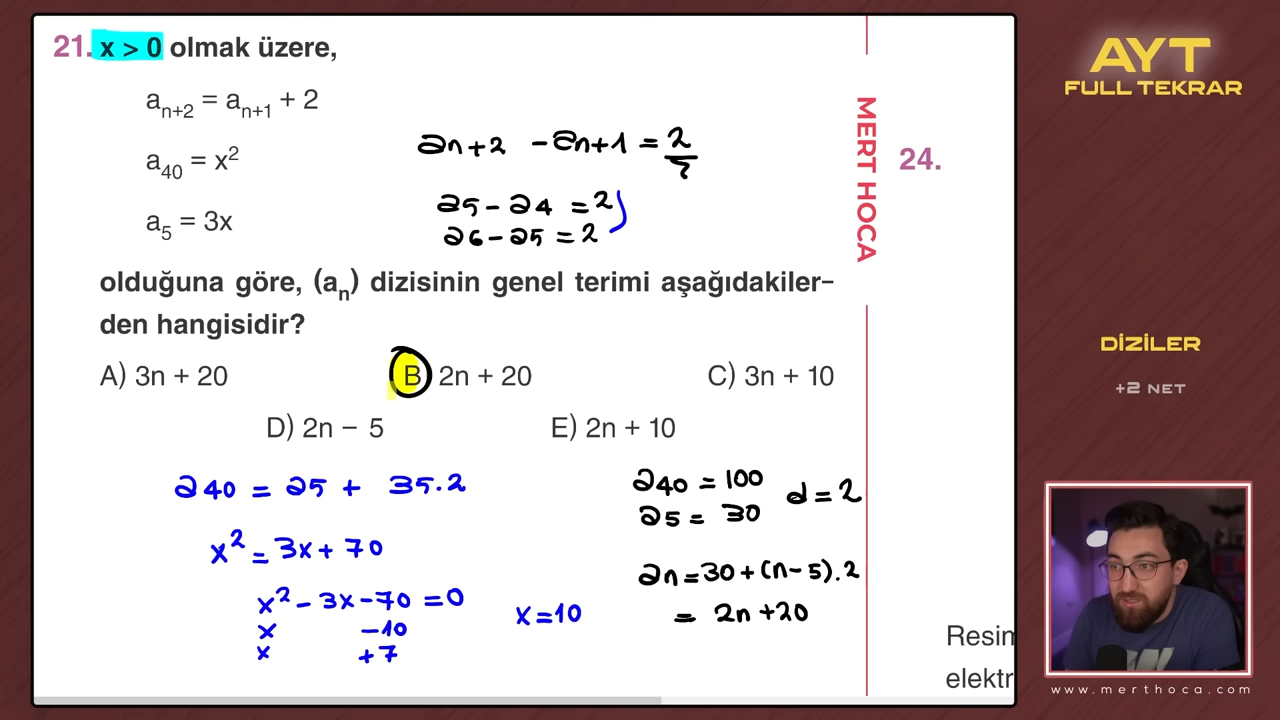 21. x > 0 olmak üzere,
aₙ₊₂ = aₙ₊₁ + 2
a₄₀ = x²
a₅ = 3x
an+2 - an+1 = 2
a5 - a4 = 2
a6 - a5 = 2
olduğuna göre, (aₙ) dizisinin genel terimi aşağıdakiler-
den hangisidir?
A) 3n + 20 B) 2n + 20 C) 3n + 10
D) 2n - 5 E) 2n + 10
a40 = a5 + 35.2
x² = 3x + 70
x² - 3x - 70 = 0
x -10
x +7
x = 10
a40 = 100
a5 = 30
d = 2
an = 30 + (n - 5).2
= 2n + 20
MERT HOCA
24.
Resim
elektr
AYT
FULL TEKRAR
DİZİLER
+2 NET
www.merthoca.com